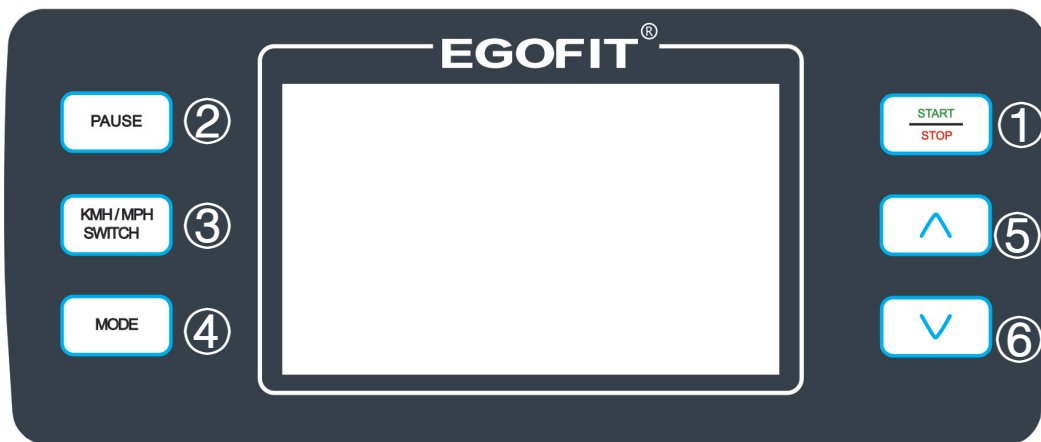 EGOFIT®
PAUSE ②
KMH / MPH
SWITCH ③
MODE ④
START
STOP ①
⑤
⑥